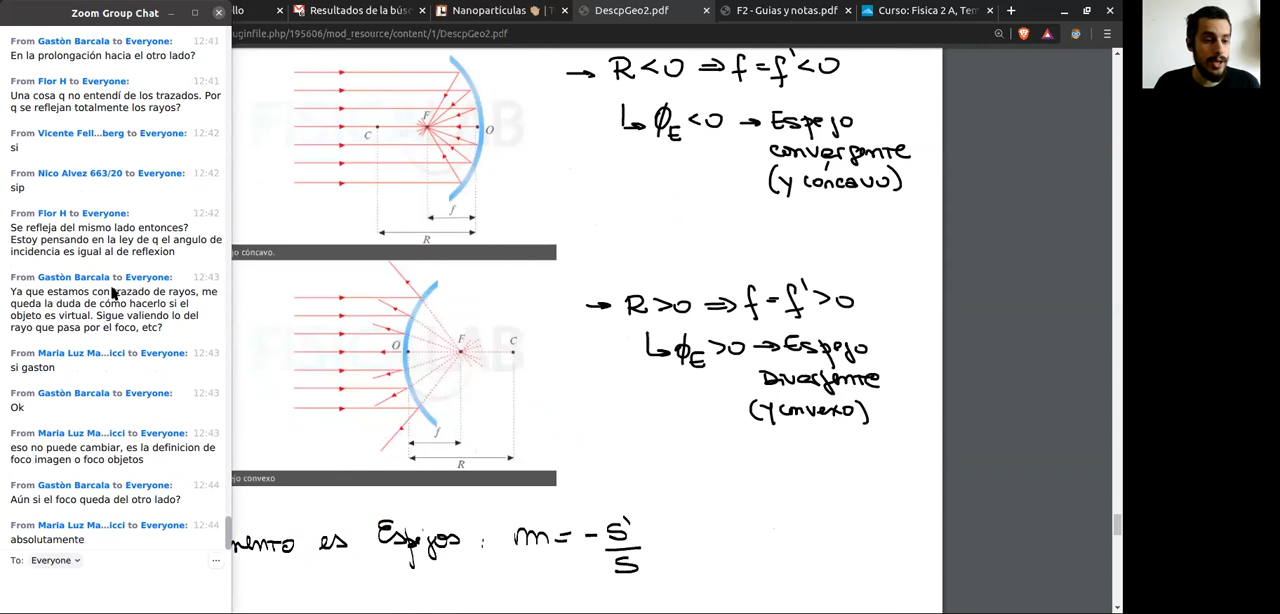 Zoom Group Chat
From Gastòn Barcala to Everyone: 12:41
En la prolongación hacia el otro lado?
From Flor H to Everyone: 12:41
Una cosa q no entendí de los trazados. Por
q se reflejan totalmente los rayos?
From Vicente Fell...berg to Everyone: 12:42
si
From Nico Alvez 663/20 to Everyone: 12:42
sip
From Flor H to Everyone: 12:42
Se refleja del mismo lado entonces?
Estoy pensando en la ley de q el angulo de
incidencia es igual al de reflexion
From Gastòn Barcala to Everyone: 12:43
Ya que estamos con trazado de rayos, me
queda la duda de cómo hacerlo si el
objeto es virtual. Sigue valiendo lo del
rayo que pasa por el foco, etc?
From Maria Luz Ma...icci to Everyone: 12:43
si gaston
From Gastòn Barcala to Everyone: 12:43
Ok
From Maria Luz Ma...icci to Everyone: 12:43
eso no puede cambiar, es la definicion de
foco imagen o foco objetos
From Gastòn Barcala to Everyone: 12:44
Aún si el foco queda del otro lado?
From Maria Luz Ma...icci to Everyone: 12:44
absolutamente
To: Everyone
llo
Resultados de la bús
Nanopartículas
DescpGeo2.pdf
F2 - Guias y notas.pdf
Curso: Fisica 2 A, Tem
uginfile.php/195606/mod_resource/content/1/DescpGeo2.pdf
C F O
f
R
jo cóncavo.
→ R<0 ⇒ f=f'<0
↳ ϕE<0 → Espejo
convergente
(y cóncavo)
O F C
f
R
jo convexo
→ R>0 ⇒ f=f'>0
↳ ϕE>0 → Espejo
Divergente
(y convexo)
mento es Espejos : m = - s'/s